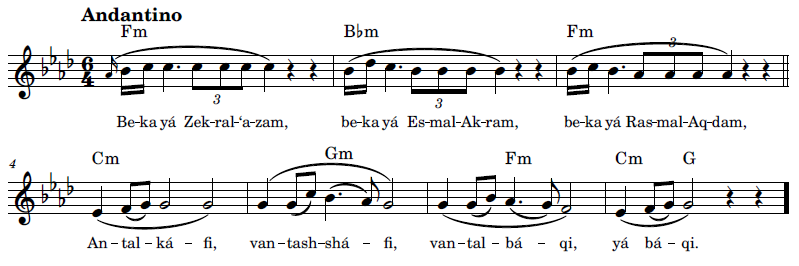 Andantino
Fm B♭m Fm
6
4
3 3 3
Be-ka yá Zek-ral-‘a-zam, be-ka yá Es-mal-Ak-ram, be-ka yá Ras-mal-Aq-dam,
4
Cm Gm Fm Cm G
An-tal-ká-fi, van-tash-shá-fi, van-tal-bá-qi, yá bá-qi.